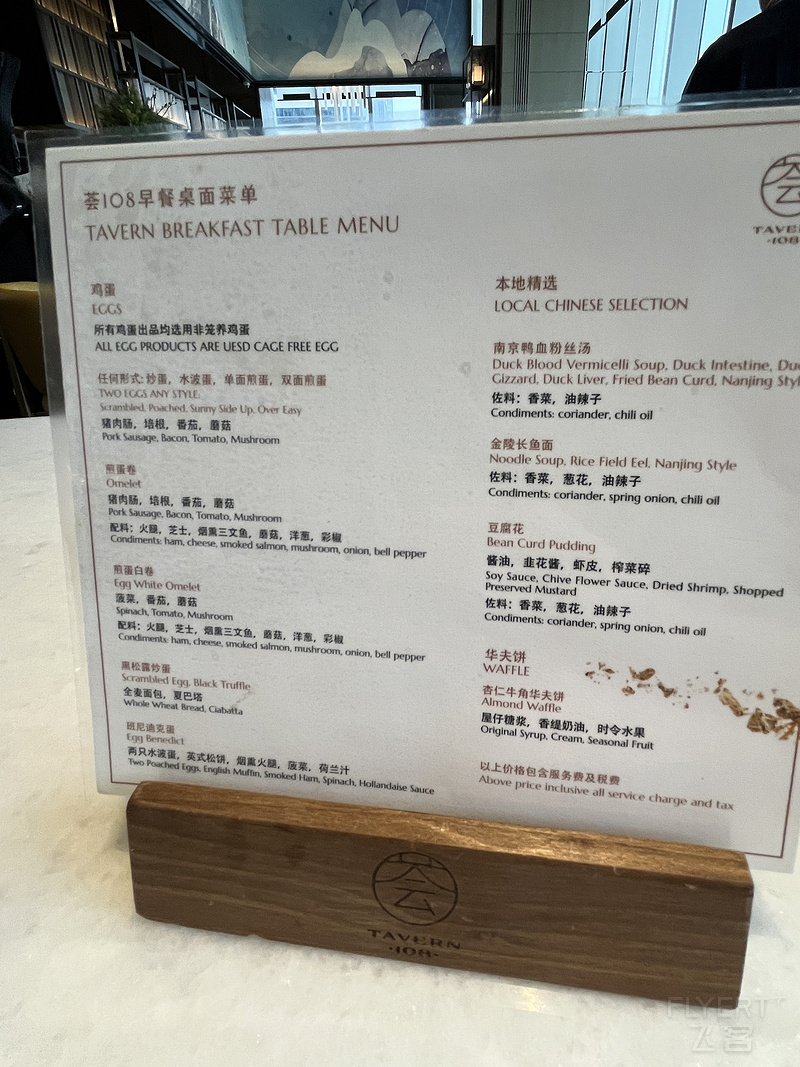 荟108早餐桌面菜单
TAVERN BREAKFAST TABLE MENU
鸡蛋
EGGS
所有鸡蛋出品均选用非笼养鸡蛋
ALL EGG PRODUCTS ARE UESD CAGE FREE EGG
任何形式: 炒蛋，水波蛋，单面煎蛋，双面煎蛋
TWO EGGS ANY STYLE:
Scrambled, Poached, Sunny Side Up, Over Easy
猪肉肠，培根，番茄，蘑菇
Pork Sausage, Bacon, Tomato, Mushroom
煎蛋卷
Omelet
猪肉肠，培根，番茄，蘑菇
Pork Sausage, Bacon, Tomato, Mushroom
配料：火腿，芝士，烟熏三文鱼，蘑菇，洋葱，彩椒
Condiments: ham, cheese, smoked salmon, mushroom, onion, bell pepper
煎蛋白卷
Egg White Omelet
菠菜，番茄，蘑菇
Spinach, Tomato, Mushroom
配料：火腿，芝士，烟熏三文鱼，蘑菇，洋葱，彩椒
Condiments: ham, cheese, smoked salmon, mushroom, onion, bell pepper
黑松露炒蛋
Scrambled Egg, Black Truffle
全麦面包，夏巴塔
Whole Wheat Bread, Ciabatta
班尼迪克蛋
Egg Benedict
两只水波蛋，英式松饼，烟熏火腿，菠菜，荷兰汁
Two Poached Eggs, English Muffin, Smoked Ham, Spinach, Hollandaise Sauce
荟
本地精选
LOCAL CHINESE SELECTION
南京鸭血粉丝汤
Duck Blood Vermicelli Soup, Duck Intestine,
Gizzard, Duck Liver, Fried Bean Curd, Nanjing
佐料：香菜，油辣子
Condiments: coriander, chili oil
金陵长鱼面
Noodle Soup, Rice Field Eel, Nanjing Style
佐料：香菜，葱花，油辣子
Condiments: coriander, spring onion, chili oil
豆腐花
Bean Curd Pudding
酱油，韭花酱，虾皮，榨菜碎
Soy Sauce, Chive Flower Sauce, Dried Shrimp, Shopped
Preserved Mustard
佐料：香菜，葱花，油辣子
Condiments: coriander, spring onion, chili oil
华夫饼
WAFFLE
杏仁牛角华夫饼
Almond Waffle
屋仔糖浆，香缇奶油，时令水果
Original Syrup, Cream, Seasonal Fruit
以上价格包含服务费及税费
Above price inclusive all service charge and tax
荟
TAVERN
·108·
FLYERT
飞客